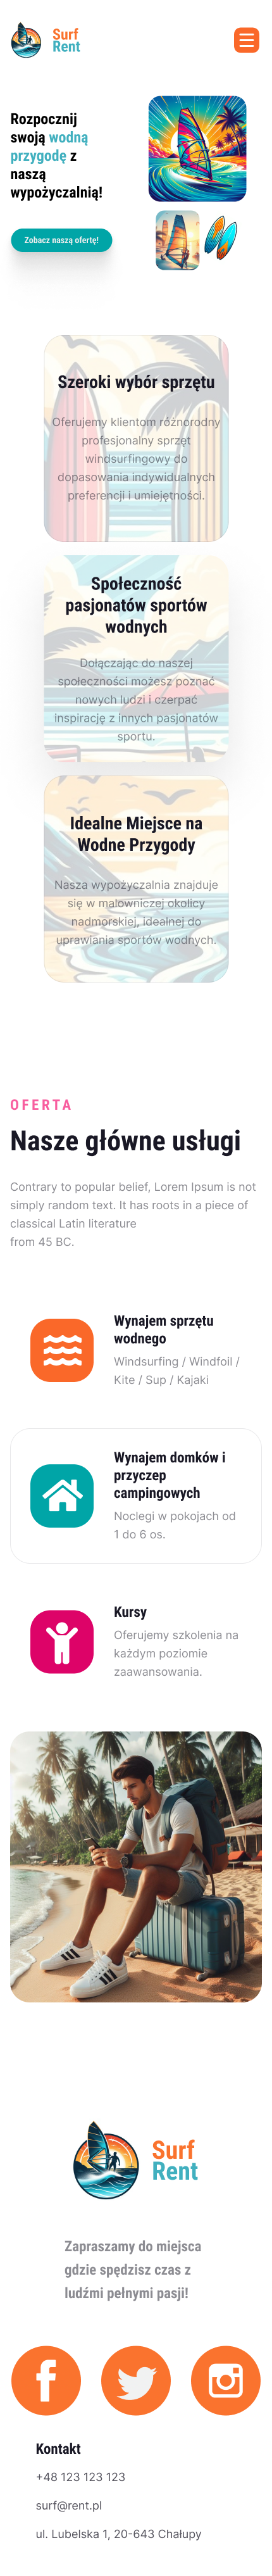 Surf
Rent
Rozpocznij
swoją wodną
przygodę z
naszą
wypożyczalnią!
Zobacz naszą ofertę!
Szeroki wybór sprzętu
Oferujemy klientom różnorodny
profesjonalny sprzęt
windsurfingowy do
dopasowania indywidualnych
preferencji i umiejętności.
Społeczność
pasjonatów sportów
wodnych
Dołączając do naszej
społeczności możesz poznać
nowych ludzi i czerpać
inspirację z innych pasjonatów
sportu.
Idealne Miejsce na
Wodne Przygody
Nasza wypożyczalnia znajduje
się w malowniczej okolicy
nadmorskiej, idealnej do
uprawiania sportów wodnych.
OFERTA
Nasze główne usługi
Contrary to popular belief, Lorem Ipsum is not
simply random text. It has roots in a piece of
classical Latin literature
from 45 BC.
Wynajem sprzętu
wodnego
Windsurfing / Windfoil /
Kite / Sup / Kajaki
Wynajem domków i
przyczep
campingowych
Noclegi w pokojach od
1 do 6 os.
Kursy
Oferujemy szkolenia na
każdym poziomie
zaawansowania.
Surf
Rent
Zapraszamy do miejsca
gdzie spędzisz czas z
ludźmi pełnymi pasji!
Kontakt
+48 123 123 123
surf@rent.pl
ul. Lubelska 1, 20-643 Chałupy